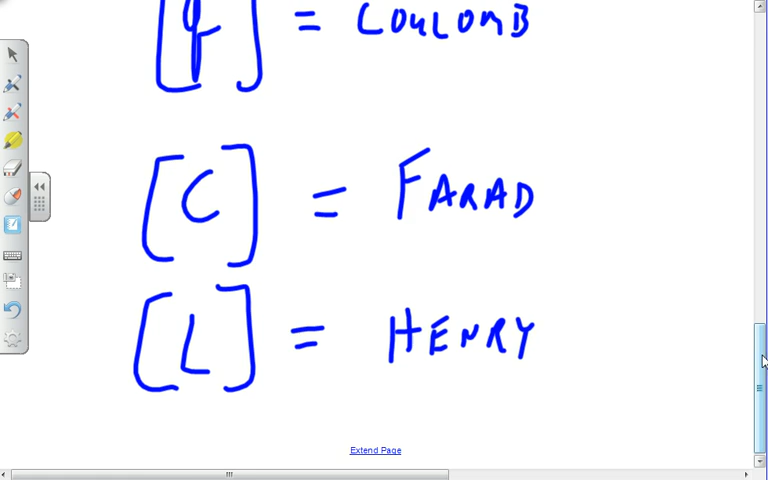 [q] = COULOMB
[C] = FARAD
[L] = HENRY
Extend Page